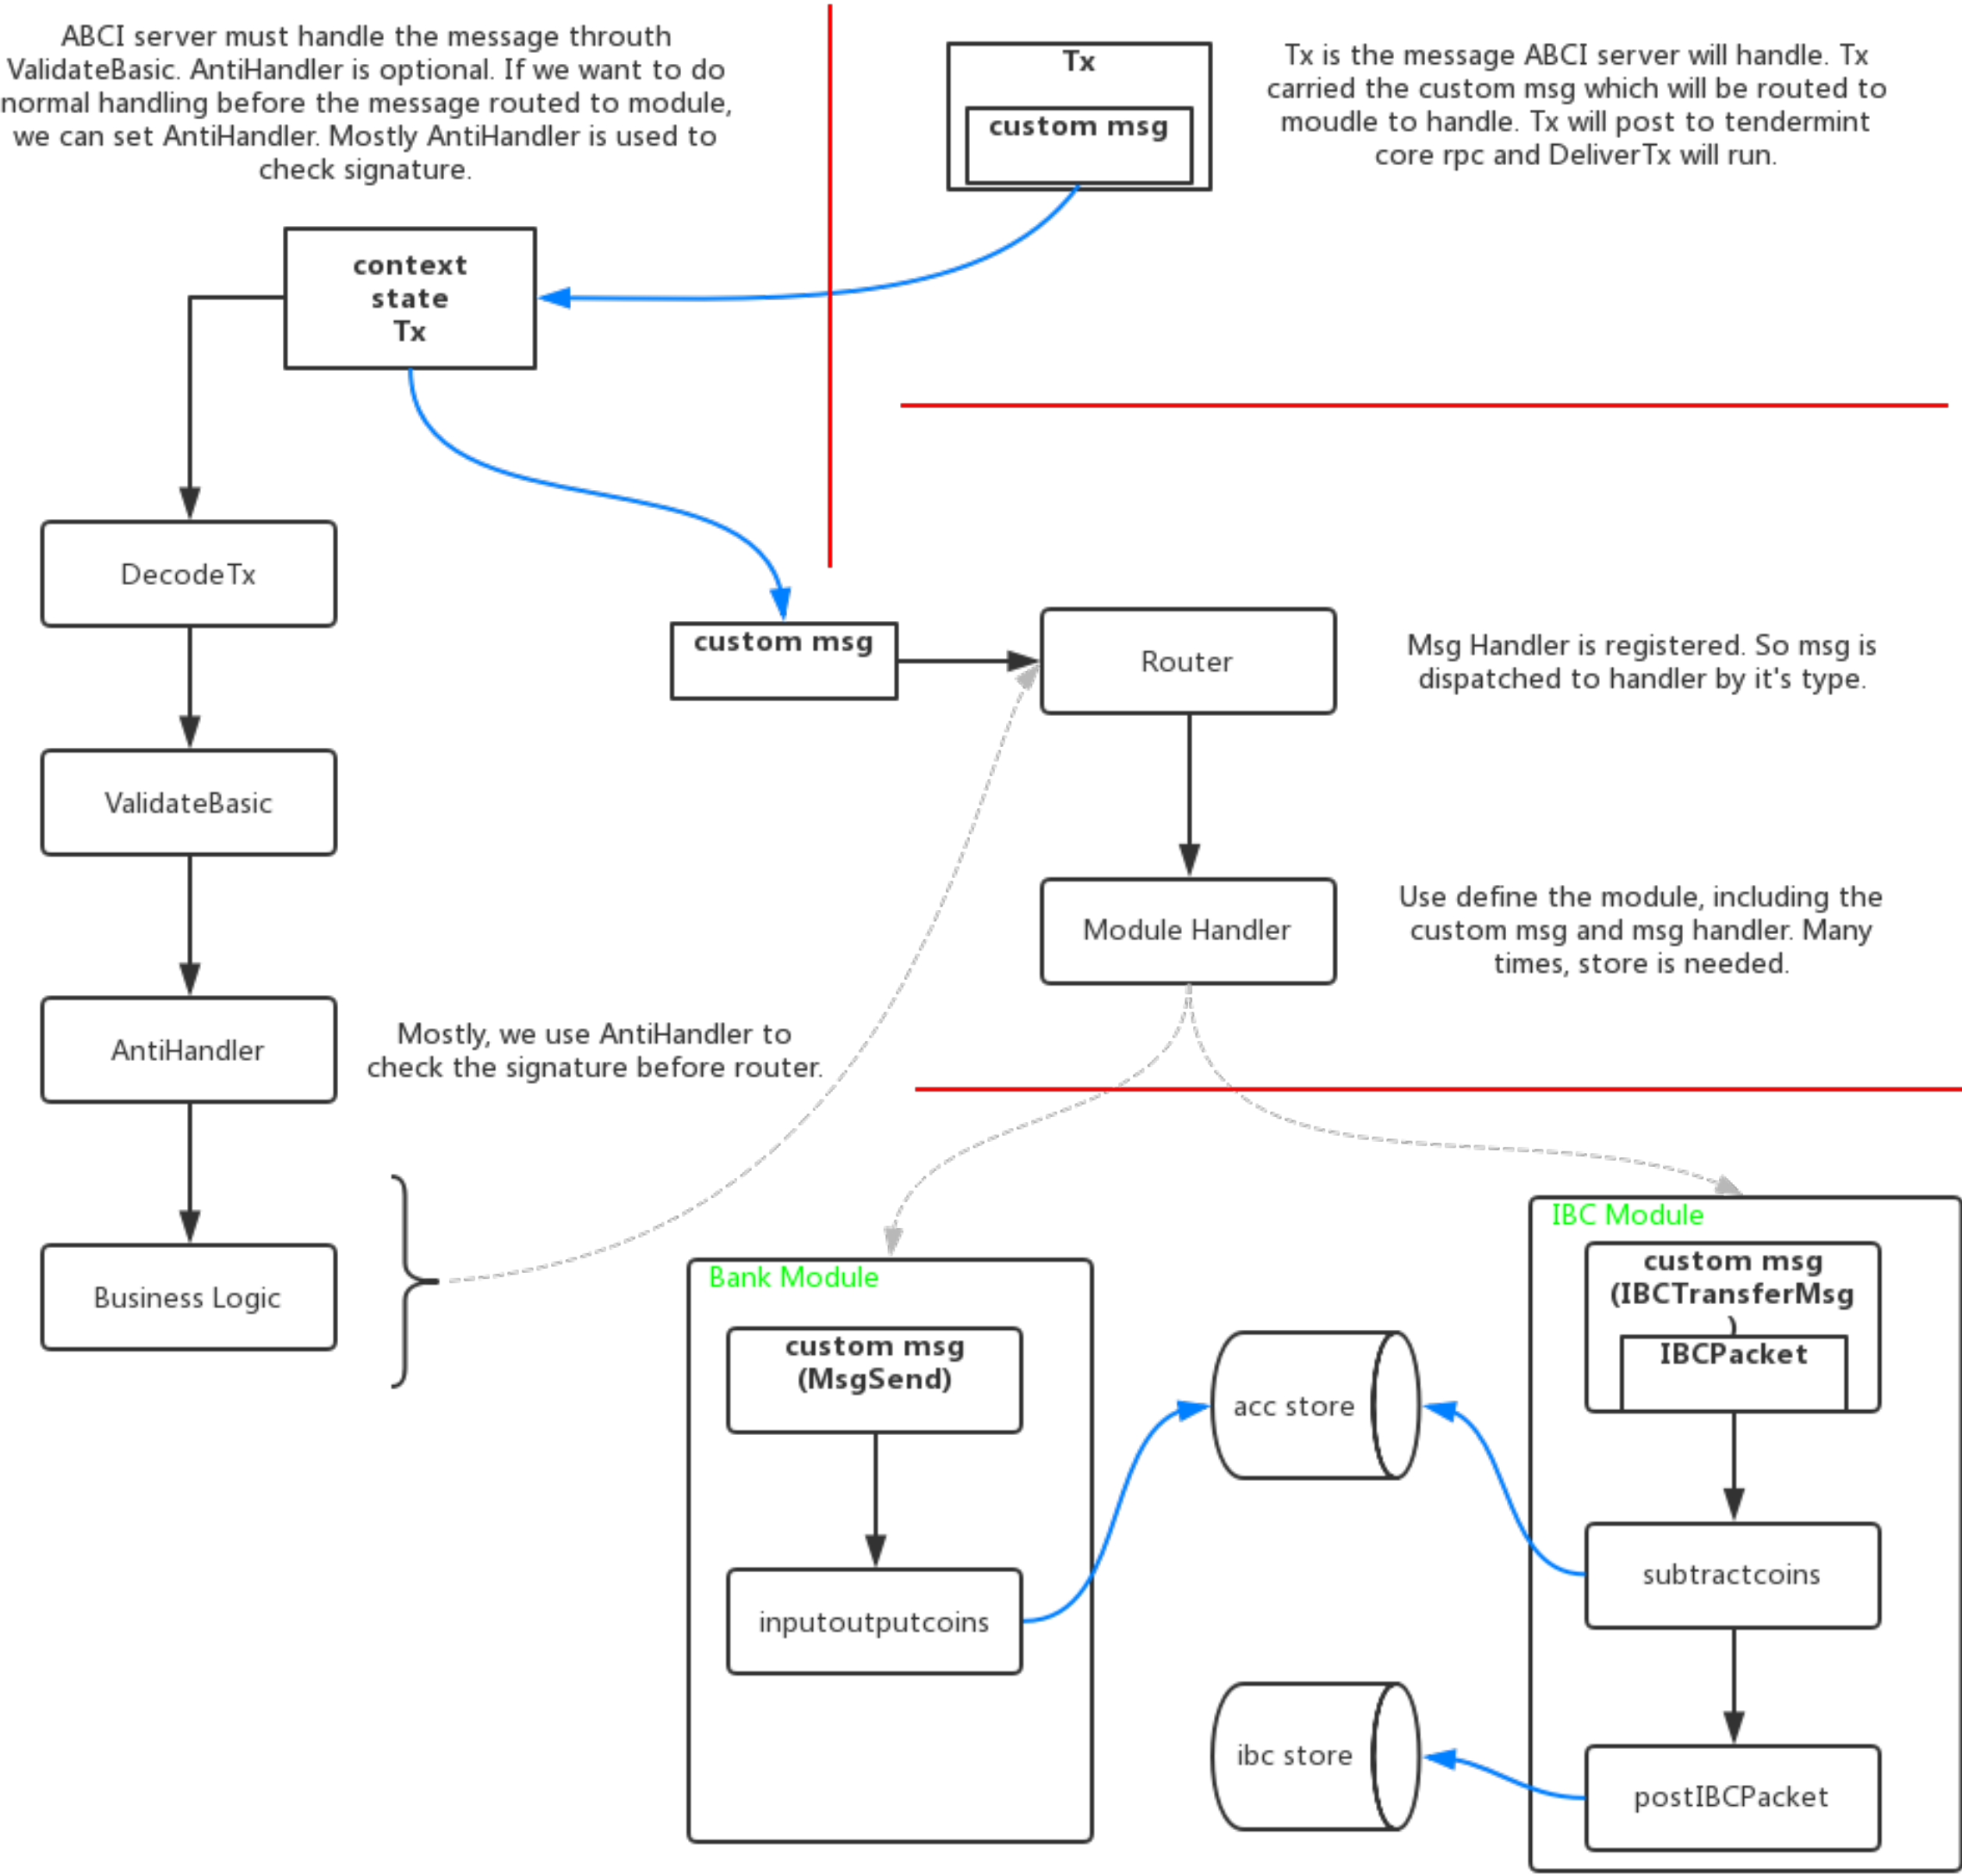 ABCI server must handle the message throuth
ValidateBasic. AntiHandler is optional. If we want to do
normal handling before the message routed to module,
we can set AntiHandler. Mostly AntiHandler is used to
check signature.
Tx
custom msg
Tx is the message ABCI server will handle. Tx
carried the custom msg which will be routed to
moudle to handle. Tx will post to tendermint
core rpc and DeliverTx will run.
context
state
Tx
DecodeTx
ValidateBasic
AntiHandler
Mostly, we use AntiHandler to
check the signature before router.
Business Logic
custom msg
Router
Msg Handler is registered. So msg is
dispatched to handler by it's type.
Module Handler
Use define the module, including the
custom msg and msg handler. Many
times, store is needed.
Bank Module
custom msg
(MsgSend)
inputoutputcoins
acc store
ibc store
IBC Module
custom msg
(IBCTransferMsg
)
IBCPacket
subtractcoins
postIBCPacket